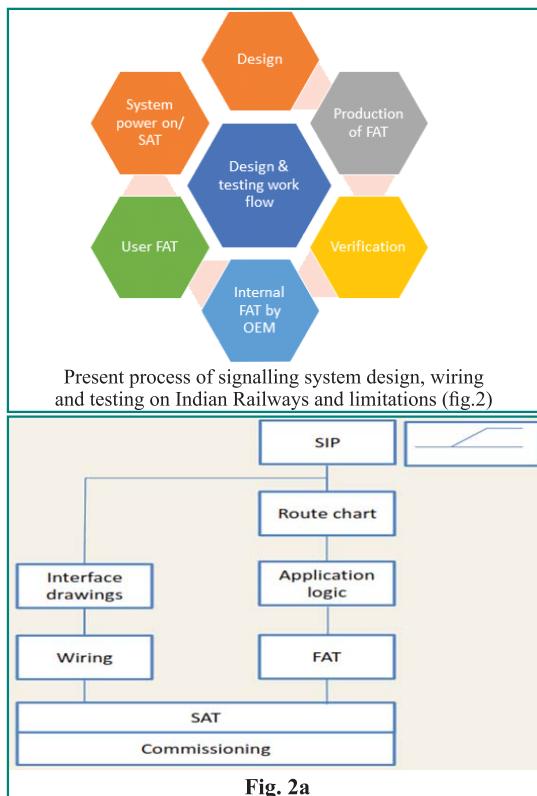 Design
System
power on/
SAT
Production
of FAT
Design &
testing work
flow
User FAT
Verification
Internal
FAT by
OEM
Present process of signalling system design, wiring
and testing on Indian Railways and limitations (fig.2)
SIP
Route chart
Interface
drawings
Application
logic
Wiring
FAT
SAT
Commissioning
Fig. 2a